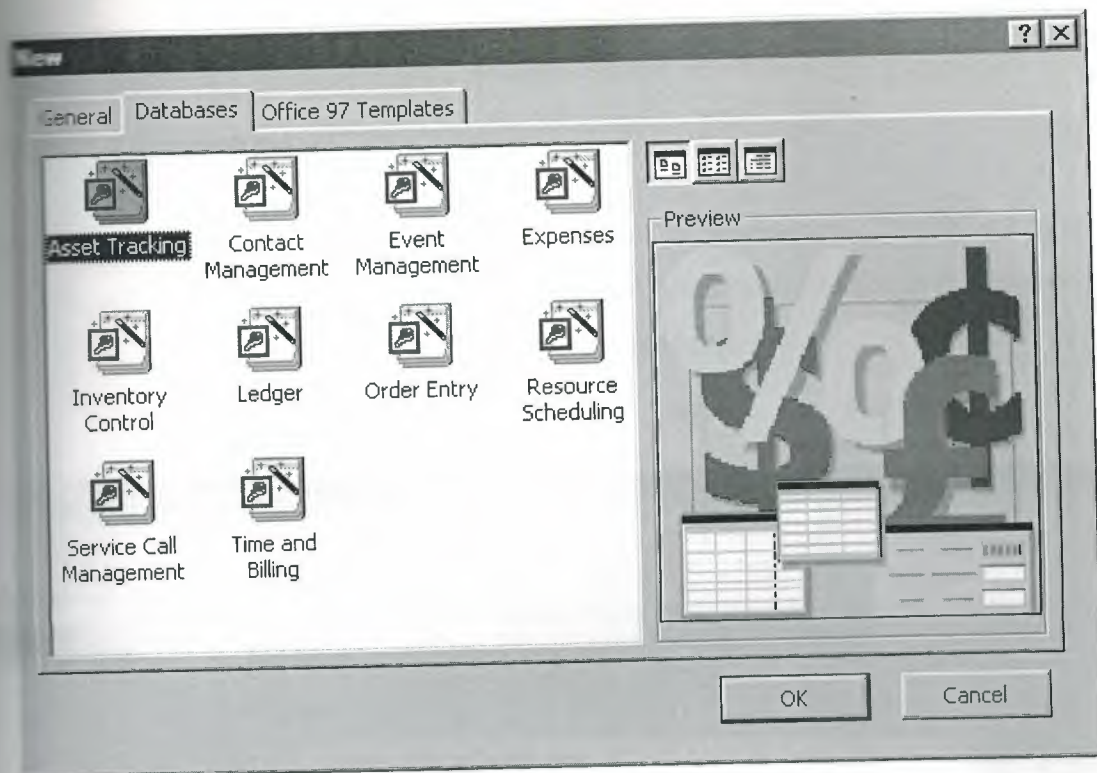 New
General
Databases
Office 97 Templates
Asset Tracking
Contact
Management
Event
Management
Expenses
Inventory
Control
Ledger
Order Entry
Resource
Scheduling
Service Call
Management
Time and
Billing
Preview
OK
Cancel